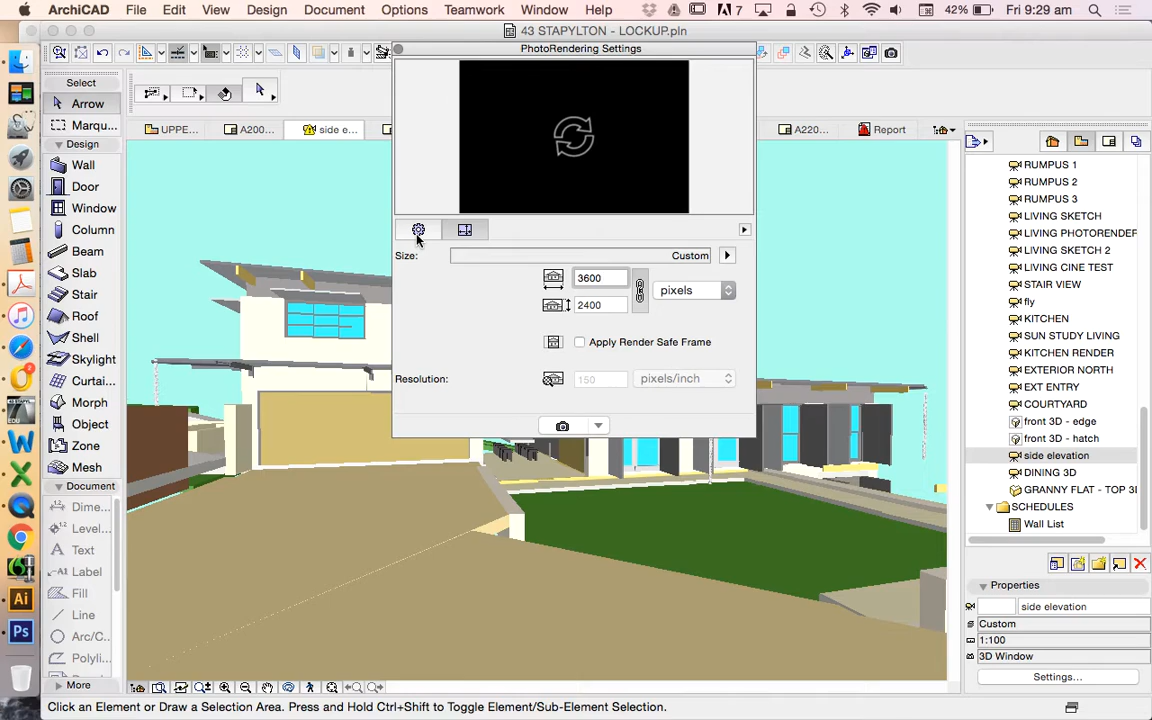 ArchiCAD File Edit View Design Document Options Teamwork Window Help 7 42% Fri 9:29 am
43 STAPYLTON - LOCKUP.pln
PhotoRendering Settings
Select
Arrow
Marqu...
Design
Wall
Door
Window
Column
Beam
Slab
Stair
Roof
Shell
Skylight
Curtai...
Morph
Object
Zone
Mesh
Document
Dime...
Level...
Text
Label
Fill
Line
Arc/C...
Polyli...
More
UPPE...
A200...
side e...
A220...
Report
Size:
Custom
3600
pixels
2400
Apply Render Safe Frame
Resolution:
150
pixels/inch
RUMPUS 1
RUMPUS 2
RUMPUS 3
LIVING SKETCH
LIVING PHOTORENDEF
LIVING SKETCH 2
LIVING CINE TEST
STAIR VIEW
fly
KITCHEN
SUN STUDY LIVING
KITCHEN RENDER
EXTERIOR NORTH
EXT ENTRY
COURTYARD
front 3D - edge
front 3D - hatch
side elevation
DINING 3D
GRANNY FLAT - TOP 3D
SCHEDULES
Wall List
Properties
side elevation
Custom
1:100
3D Window
Settings...
Click an Element or Draw a Selection Area. Press and Hold Ctrl+Shift to Toggle Element/Sub-Element Selection.